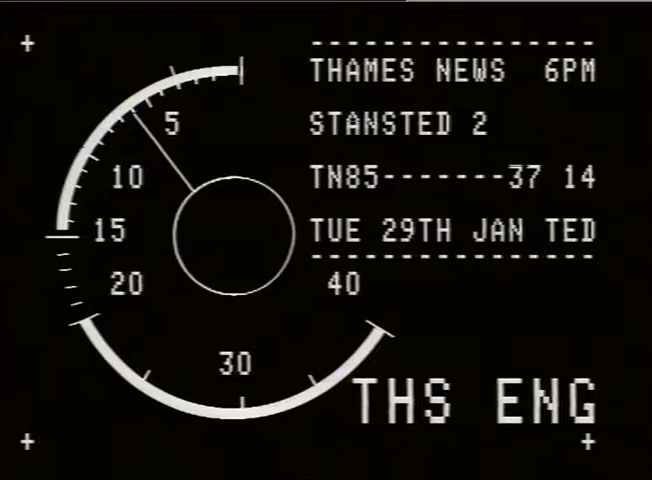 THAMES NEWS 6PM
STANSTED 2
TN85-------37 14
TUE 29TH JAN TED
5
10
15
20
40
30
THS ENG